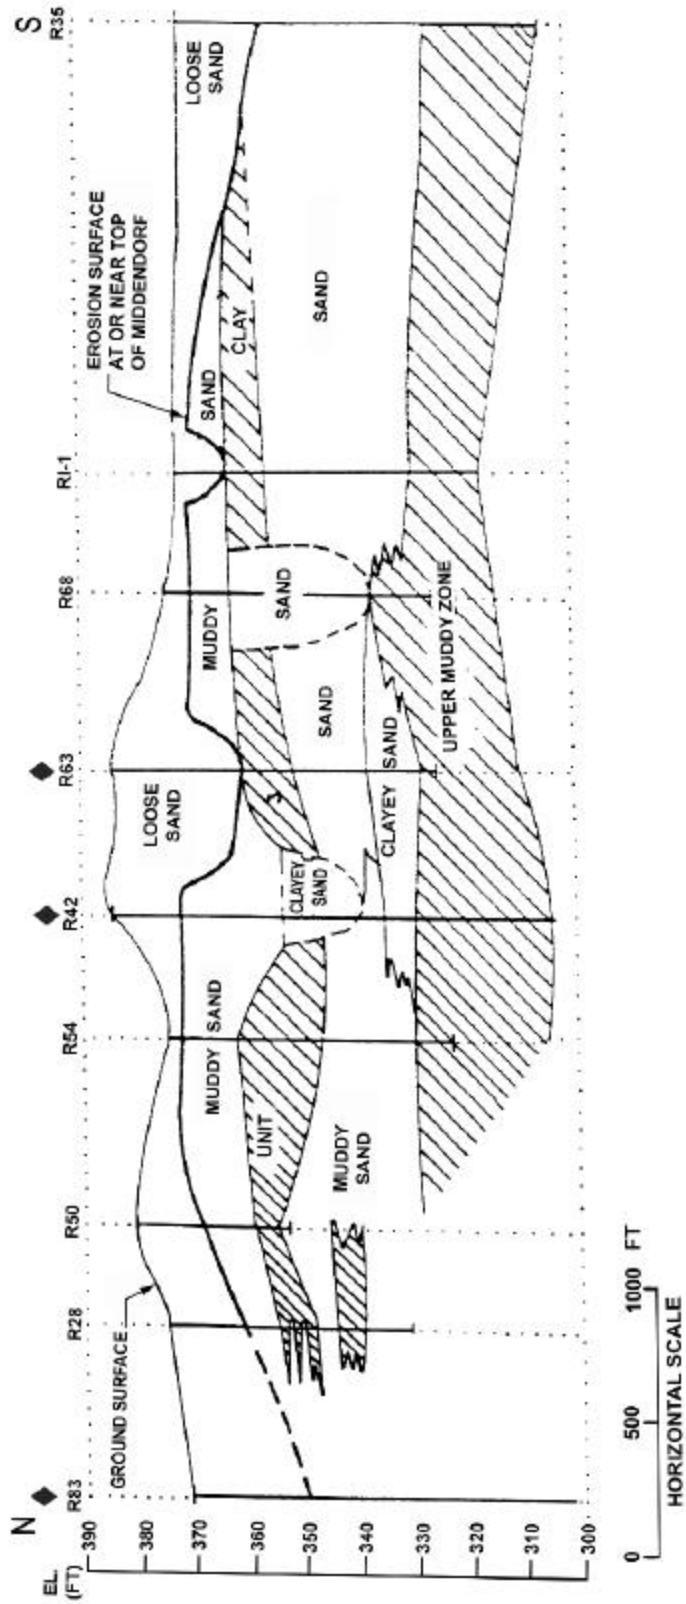 N
S
R83
R28
R50
R54
R42
R63
R68
RI-1
R35
EL.
(FT)
390
380
370
360
350
340
330
320
310
300
GROUND SURFACE
EROSION SURFACE
AT OR NEAR TOP
OF MIDDENDORF
LOOSE
SAND
LOOSE
SAND
MUDDY SAND
MUDDY
SAND
UNIT
CLAYEY
SAND
SAND
SAND
CLAY
SAND
MUDDY
SAND
CLAYEY SAND
UPPER MUDDY ZONE
0
500
1000
FT
HORIZONTAL SCALE